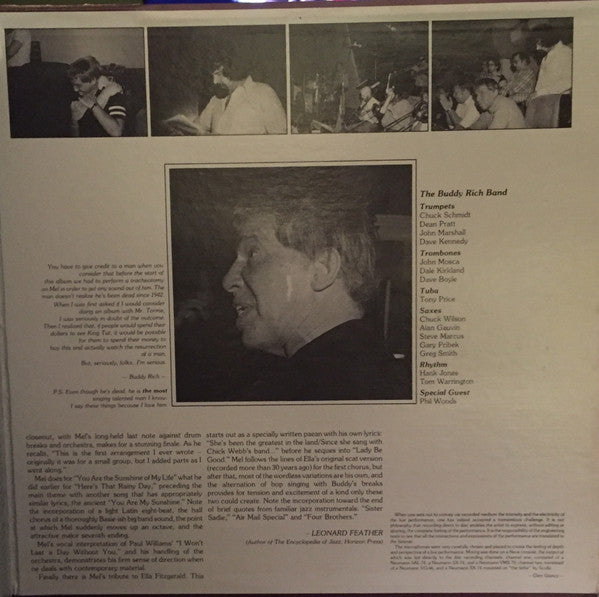 The Buddy Rich Band
Trumpets
Chuck Schmidt
Dean Pratt
John Marshall
Dave Kennedy
Trombones
John Mosca
Dale Kirkland
Dave Boyle
Tuba
Tony Price
Saxes
Chuck Wilson
Alan Gauvin
Steve Marcus
Gary Pribek
Greg Smith
Rhythm
Hank Jones
Tom Warrington
Special Guest
Phil Woods
You have to give credit to a man when you
consider that before the start of
this album we had to perform a tracheotomy
on Mel in order to get any sound out of him. The
man doesn't realize he's been dead since 1942.
When I was first asked if I would consider
doing an album with Mr. Torme,
I was seriously in doubt of the outcome.
Then I realized that, if people would spend their
dollars to see King Tut, it would be possible
for them to spend their money to
buy this and actually watch the resurrection
of a man.
But, seriously, folks, I'm serious.
— Buddy Rich —
P.S. Even though he's dead, he is the most
singing talented man I know.
I say these things because I love him.
closeout, with Mel's long-held last note against drum
breaks and orchestra, makes for a stunning finale. As he
recalls, "This is the first arrangement I ever wrote —
originally it was for a small group, but I added parts as I
went along."
Mel does for "You Are the Sunshine of My Life" what he
did earlier for "Here's That Rainy Day," preceding the
main theme with another song that has appropriately
similar lyrics, the ancient "You Are My Sunshine." Note
the incorporation of a light Latin eight-beat, the half
chorus of a thoroughly Basie-ish big band sound, the point
at which Mel suddenly moves up an octave, and the
attractive major seventh ending.
Mel's vocal interpretation of Paul Williams' "I Won't
Last a Day Without You," and his handling of the
orchestra, demonstrates his firm sense of direction when
he deals with contemporary material.
Finally there is Mel's tribute to Ella Fitzgerald. This
starts out as a specially written paean with his own lyric:
"She's been the greatest in the land/Since she sang with
Chick Webb's band..." before he segues into "Lady Be
Good." Mel follows the lines of Ella's original scat version
(recorded more than 30 years ago) for the first chorus, but
after that, most of the wordless variations are his own, and
the alternation of bop singing with Buddy's breaks
provides for tension and excitement of a kind only these
two could create. Note the incorporation toward the end
of brief quotes from familiar jazz instrumentals: "Sister
Sadie," "Air Mail Special" and "Four Brothers."
- LEONARD FEATHER
(Author of The Encyclopedia of Jazz, Horizon Press)